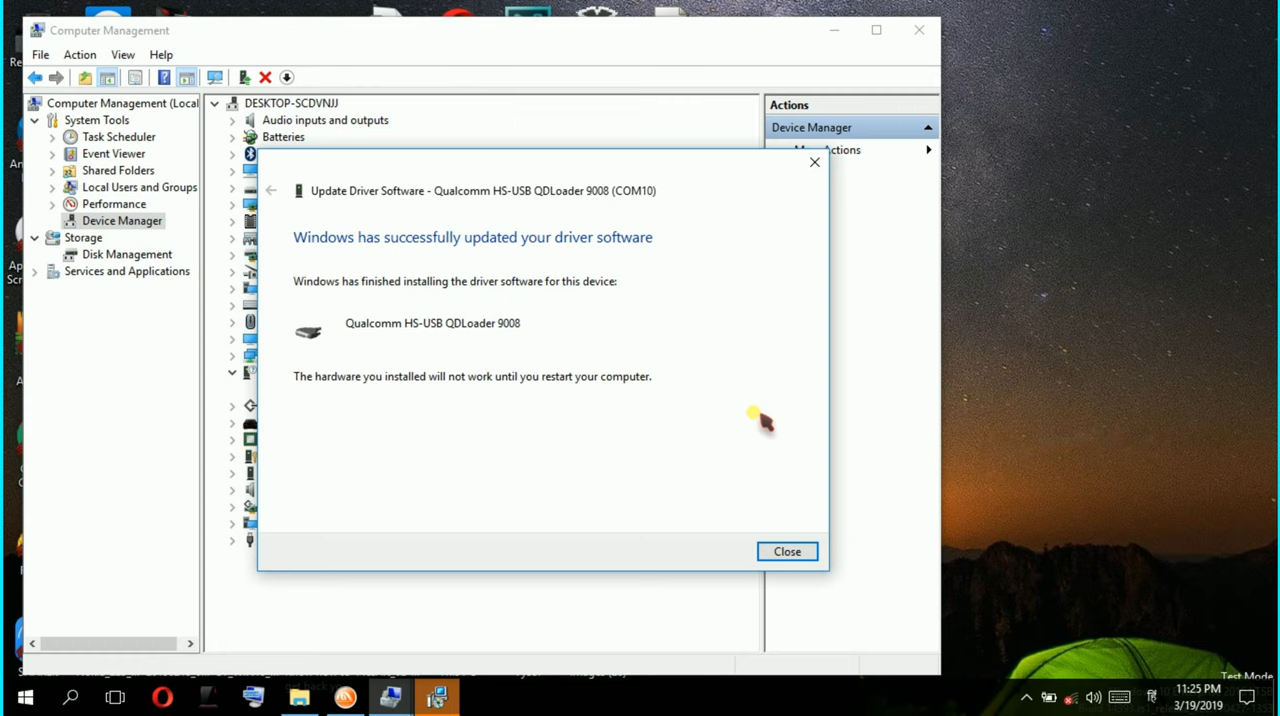 Computer Management
File Action View Help
Computer Management (Local
System Tools
Task Scheduler
Event Viewer
Shared Folders
Local Users and Groups
Performance
Device Manager
Storage
Disk Management
Services and Applications
DESKTOP-SCDVNJJ
Audio inputs and outputs
Batteries
Actions
Device Manager
Update Driver Software - Qualcomm HS-USB QDLoader 9008 (COM10)
Windows has successfully updated your driver software
Windows has finished installing the driver software for this device:
Qualcomm HS-USB QDLoader 9008
The hardware you installed will not work until you restart your computer.
Close
Test Mode
11:25 PM
3/19/2019